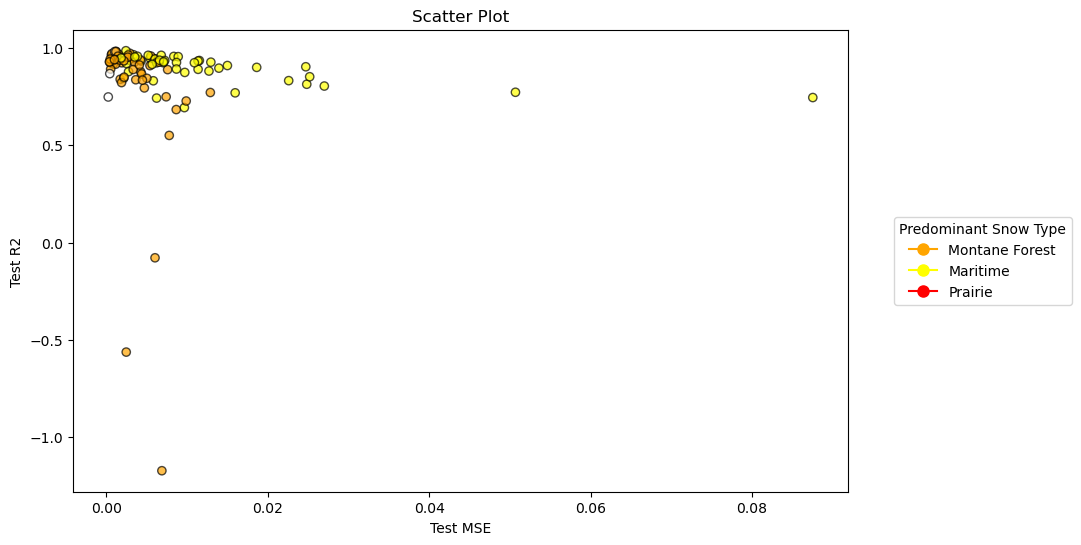 Scatter Plot
1.0
0.5
0.0
−0.5
−1.0
Test R2
0.00
0.02
0.04
0.06
0.08
Test MSE
Predominant Snow Type
Montane Forest
Maritime
Prairie